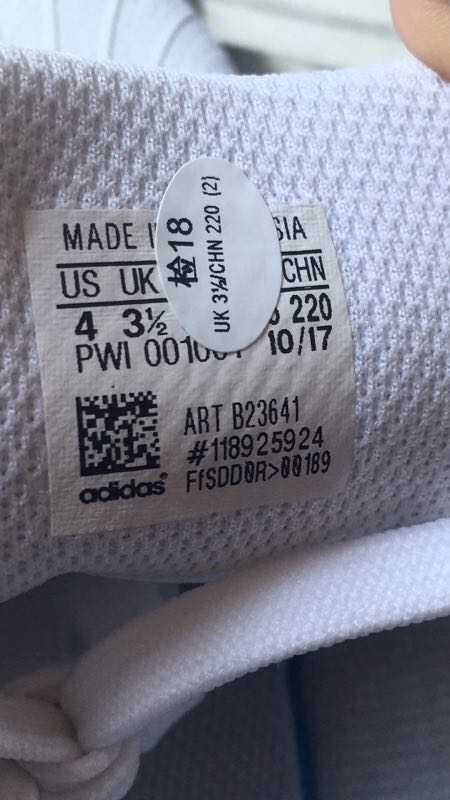 MADE I
SIA
检18
UK 3½/CHN 220 (2)
US UK
CHN
4 3½
220
PWI 001001 10/17
ART B23641
#118925924
FfSDD0R>00189
adidas